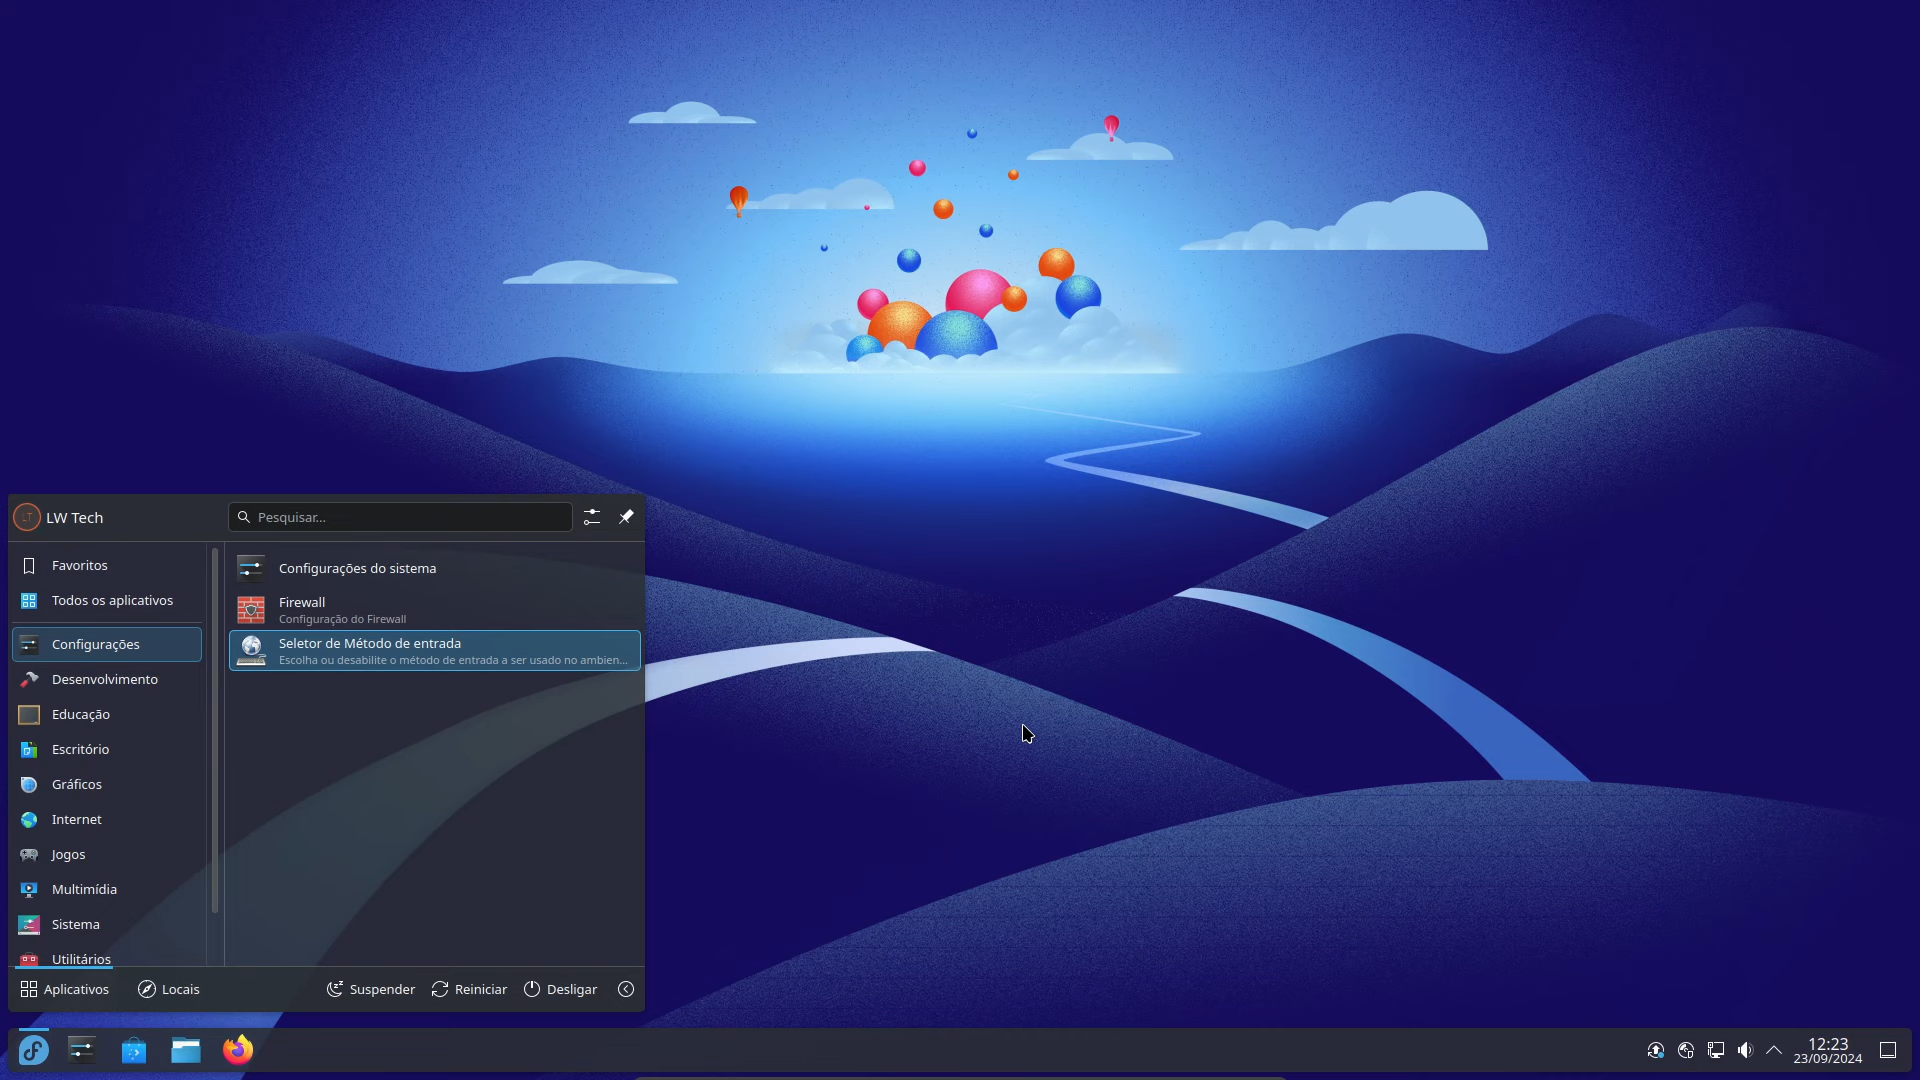 LW Tech
Pesquisar...
Favoritos
Todos os aplicativos
Configurações
Desenvolvimento
Educação
Escritório
Gráficos
Internet
Jogos
Multimídia
Sistema
Utilitários
Configurações do sistema
Firewall
Configuração do Firewall
Seletor de Método de entrada
Escolha ou desabilite o método de entrada a ser usado no ambien...
Aplicativos
Locais
Suspender
Reiniciar
Desligar
12:23
23/09/2024